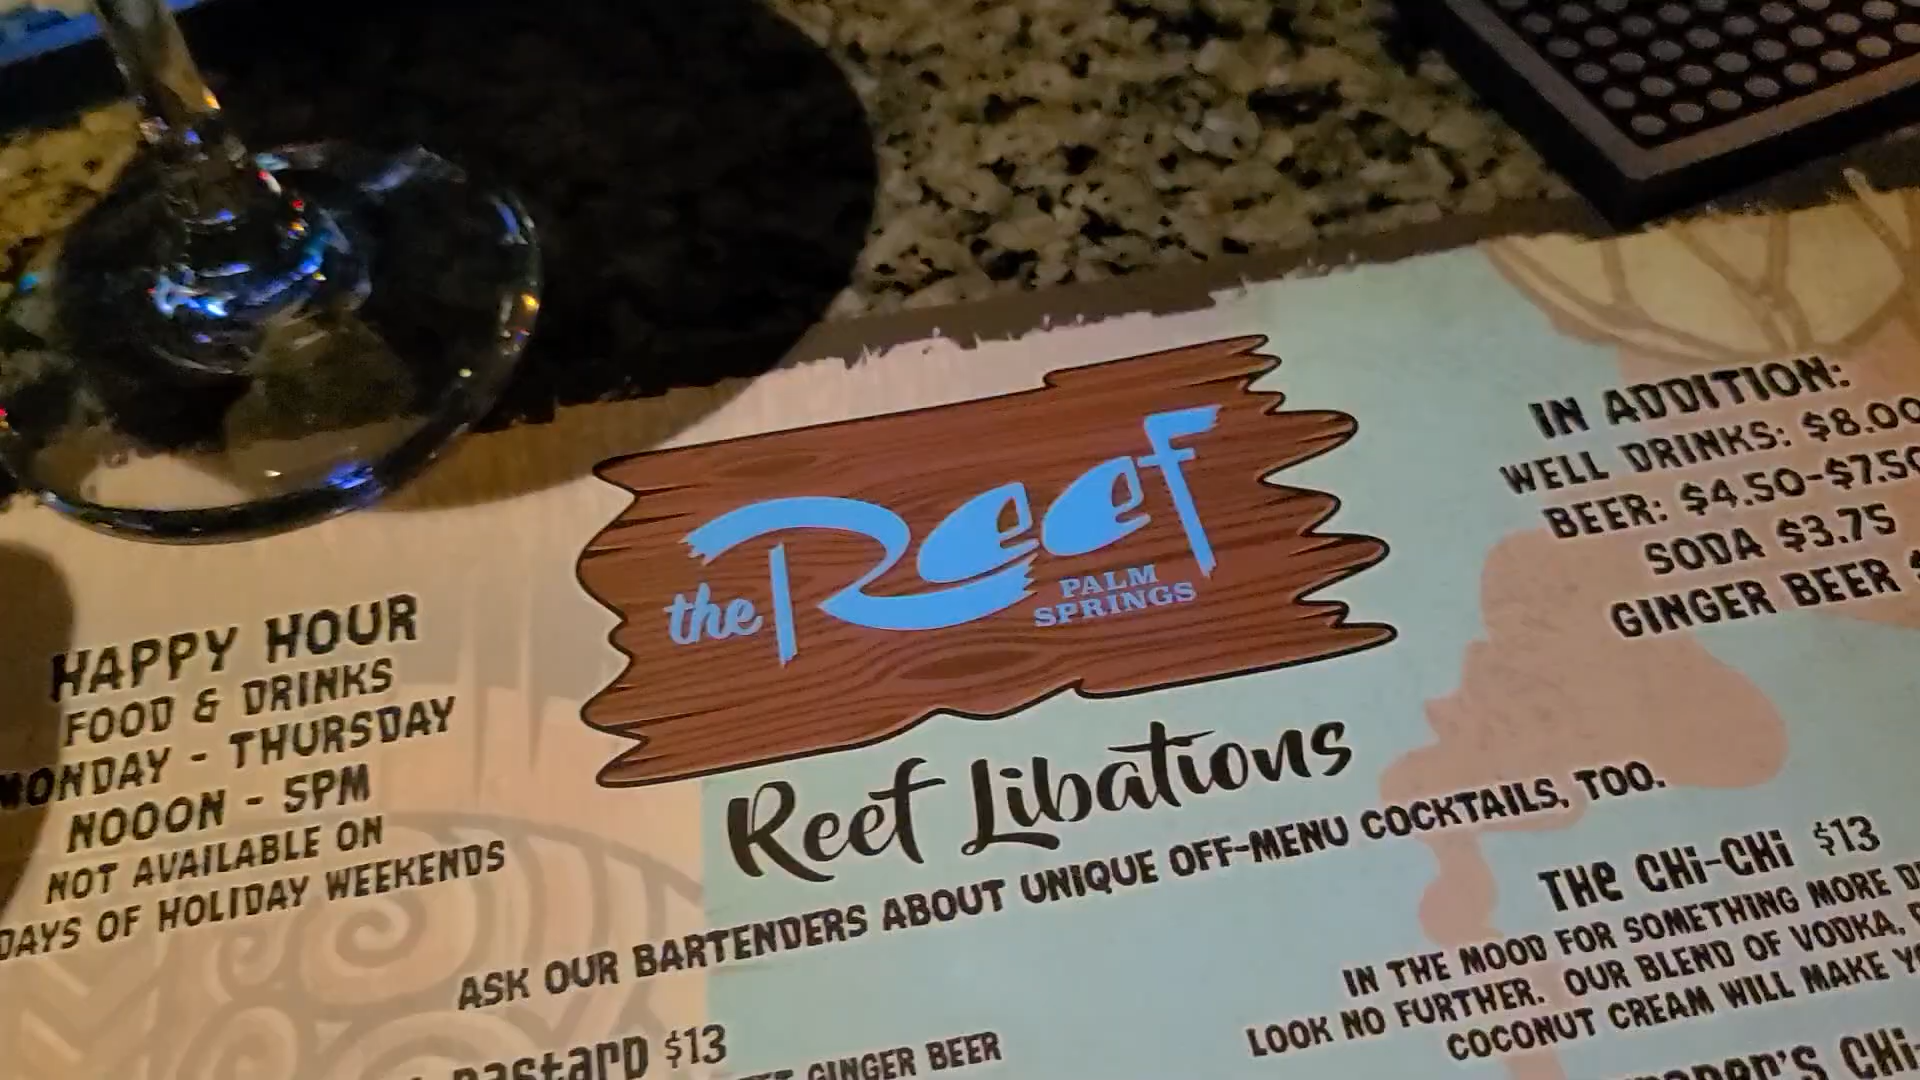 the Reef
PALM
SPRINGS
HAPPY HOUR
FOOD & DRINKS
MONDAY - THURSDAY
NOOON - 5PM
NOT AVAILABLE ON
DAYS OF HOLIDAY WEEKENDS
IN ADDITION:
WELL DRINKS: $8.00
BEER: $4.50-$7.50
SODA $3.75
GINGER BEER
Reef Libations
ASK OUR BARTENDERS ABOUT UNIQUE OFF-MENU COCKTAILS, TOO.
BASTARD $13
GINGER BEER
THE CHI-CHI $13
IN THE MOOD FOR SOMETHING MORE
LOOK NO FURTHER. OUR BLEND OF VODKA,
COCONUT CREAM WILL MAKE
CHI-